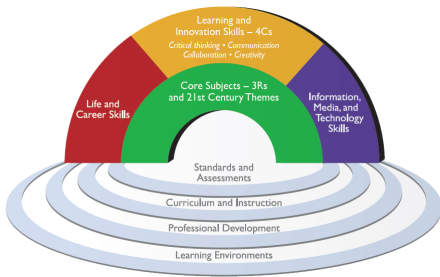 Learning and
Innovation Skills – 4Cs
Critical thinking • Communication
Collaboration • Creativity
Core Subjects – 3Rs
and 21st Century Themes
Life and
Career Skills
Information,
Media, and
Technology
Skills
Standards and
Assessments
Curriculum and Instruction
Professional Development
Learning Environments